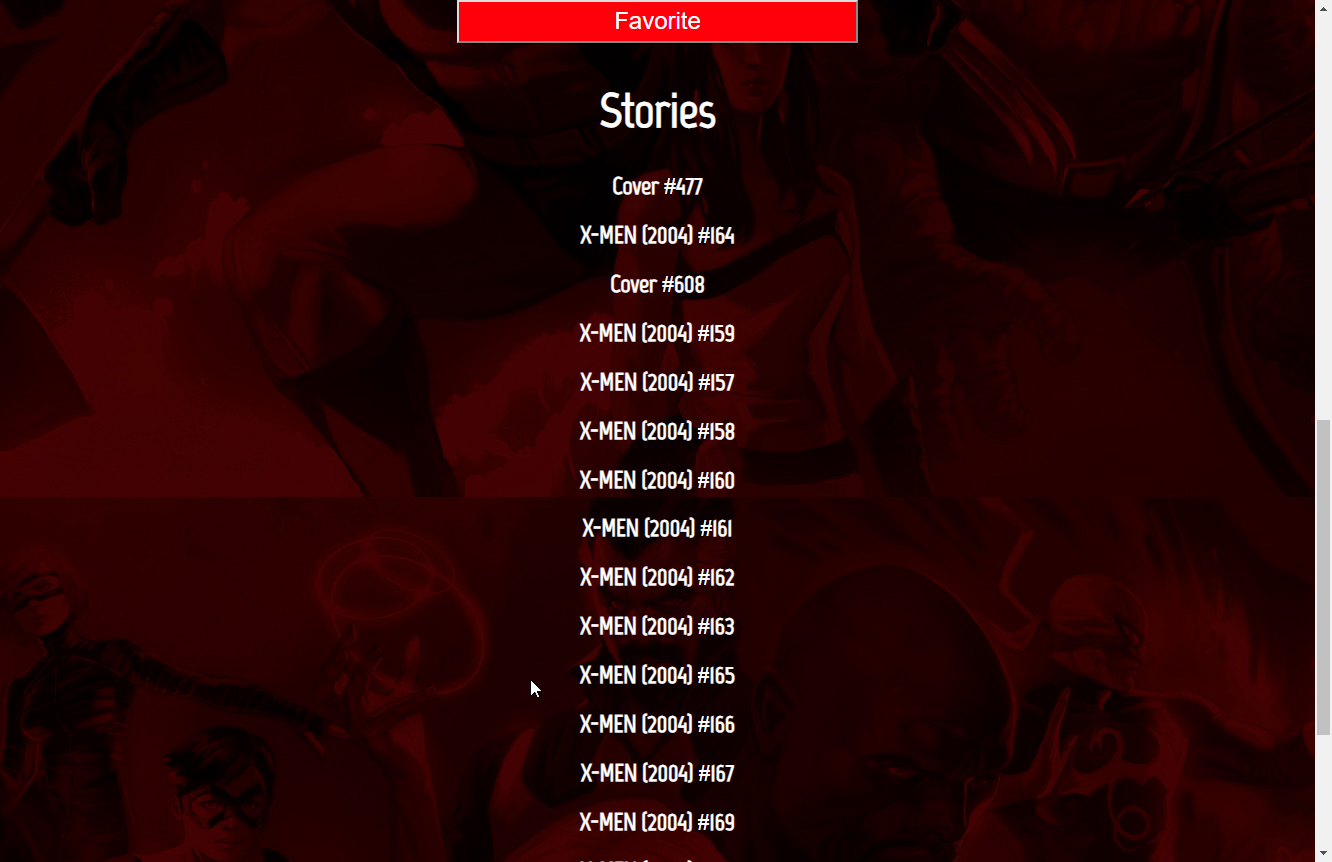 Favorite
Stories
Cover #477
X-MEN (2004) #164
Cover #608
X-MEN (2004) #159
X-MEN (2004) #157
X-MEN (2004) #158
X-MEN (2004) #160
X-MEN (2004) #161
X-MEN (2004) #162
X-MEN (2004) #163
X-MEN (2004) #165
X-MEN (2004) #166
X-MEN (2004) #167
X-MEN (2004) #169